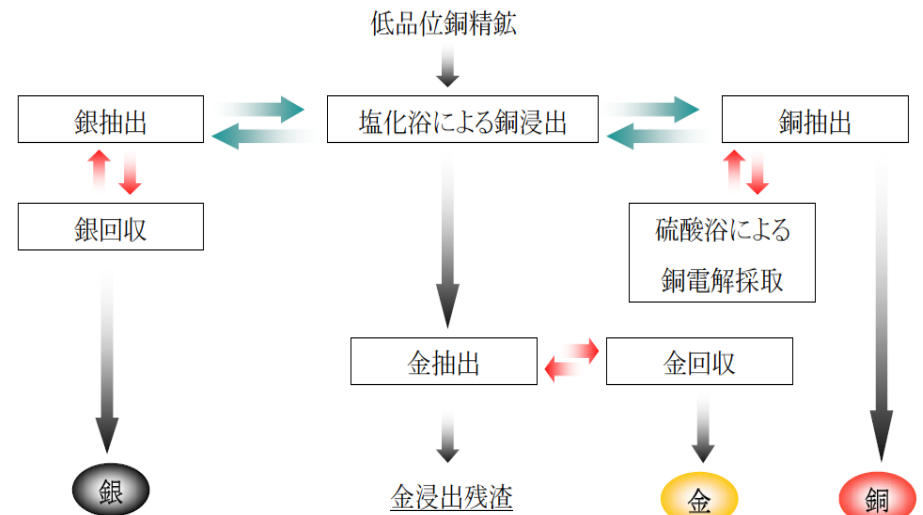 低品位銅精鉱
銀抽出
塩化浴による銅浸出
銅抽出
銀回収
硫酸浴による
銅電解採取
金抽出
金回収
銀
金浸出残渣
金
銅